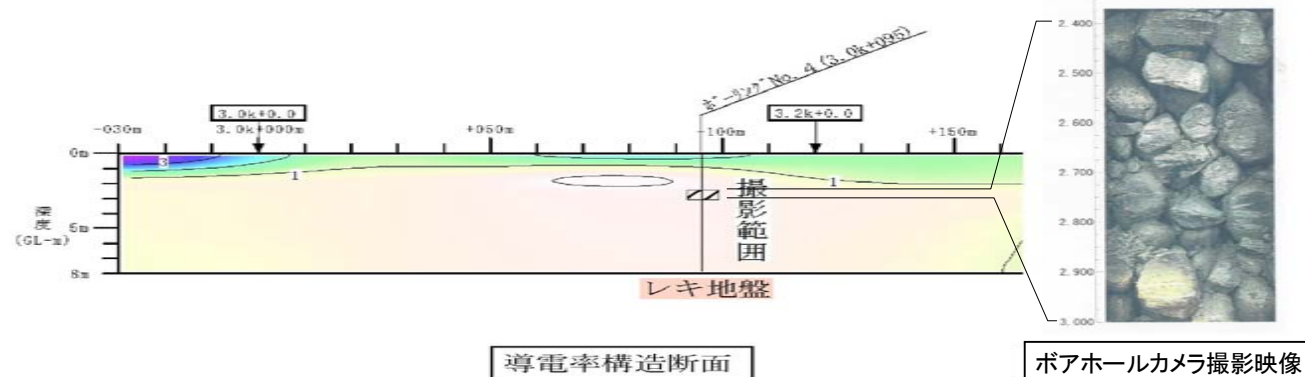 ボーリングNo. 4 (3.0k+095)
3.0k+0.0
3.2k+0.0
-030m
3.0k+000m
+050m
-100m
+150m
0m
3
1
1
深度
(GL-m)
5m
8m
撮影範囲
レキ地盤
導電率構造断面
2.400
2.500
2.600
2.700
2.800
2.900
3.000
ボアホールカメラ撮影映像